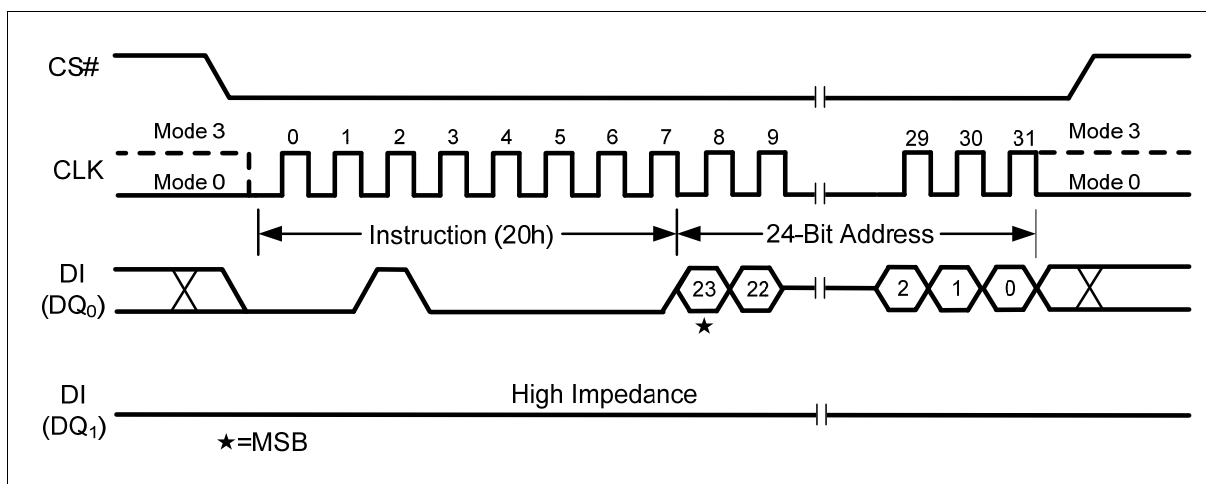 CS#
Mode 3
0 1 2 3 4 5 6 7 8 9
29 30 31
Mode 3
CLK
Mode 0
Mode 0
Instruction (20h)
24-Bit Address
DI
(DQ0)
23 22
2 1 0
★
DI
(DQ1)
High Impedance
★=MSB